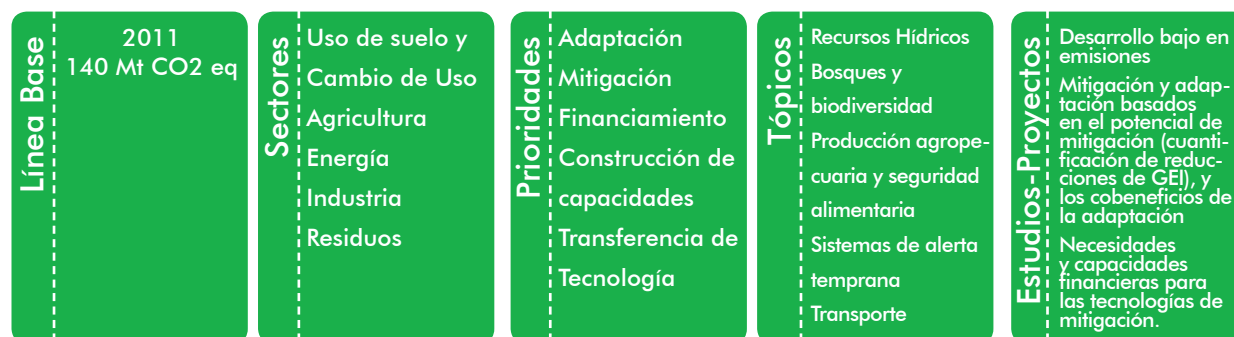 Línea Base
2011
140 Mt CO2 eq
Sectores
Uso de suelo y
Cambio de Uso
Agricultura
Energía
Industria
Residuos
Prioridades
Adaptación
Mitigación
Financiamiento
Construcción de
capacidades
Transferencia de
Tecnología
Tópicos
Recursos Hídricos
Bosques y
biodiversidad
Producción agrope-
cuaria y seguridad
alimentaria
Sistemas de alerta
temprana
Transporte
Estudios-Proyectos
Desarrollo bajo en
emisiones
Mitigación y adap-
tación basados
en el potencial de
mitigación (cuanti-
ficación de reduc-
ciones de GEI), y
los cobeneficios de
la adaptación
Necesidades
y capacidades
financieras para
las tecnologías de
mitigación.